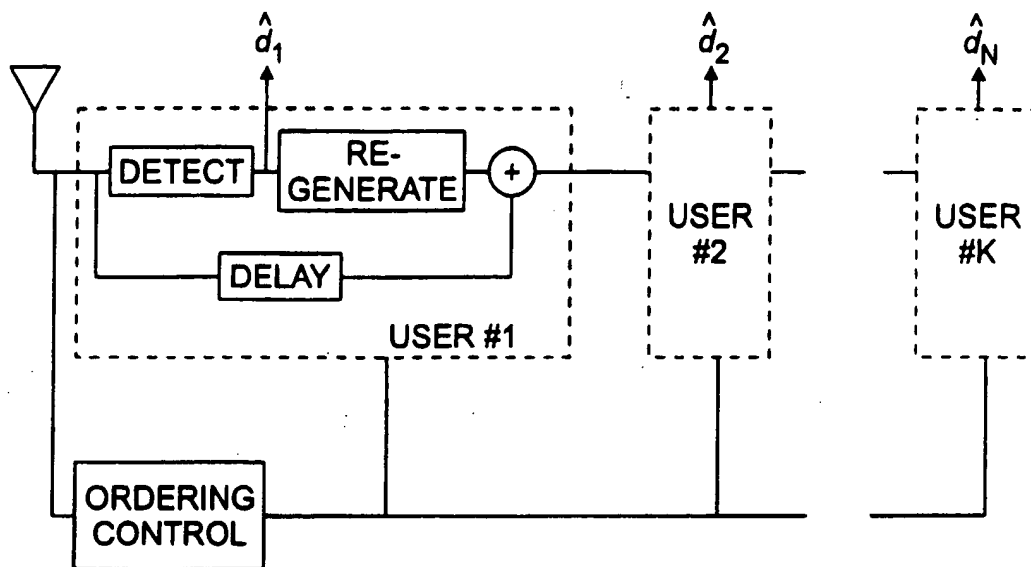 d̂₁
d̂₂
d̂N
DETECT
RE-
GENERATE
+
DELAY
USER #1
USER
#2
USER
#K
ORDERING
CONTROL